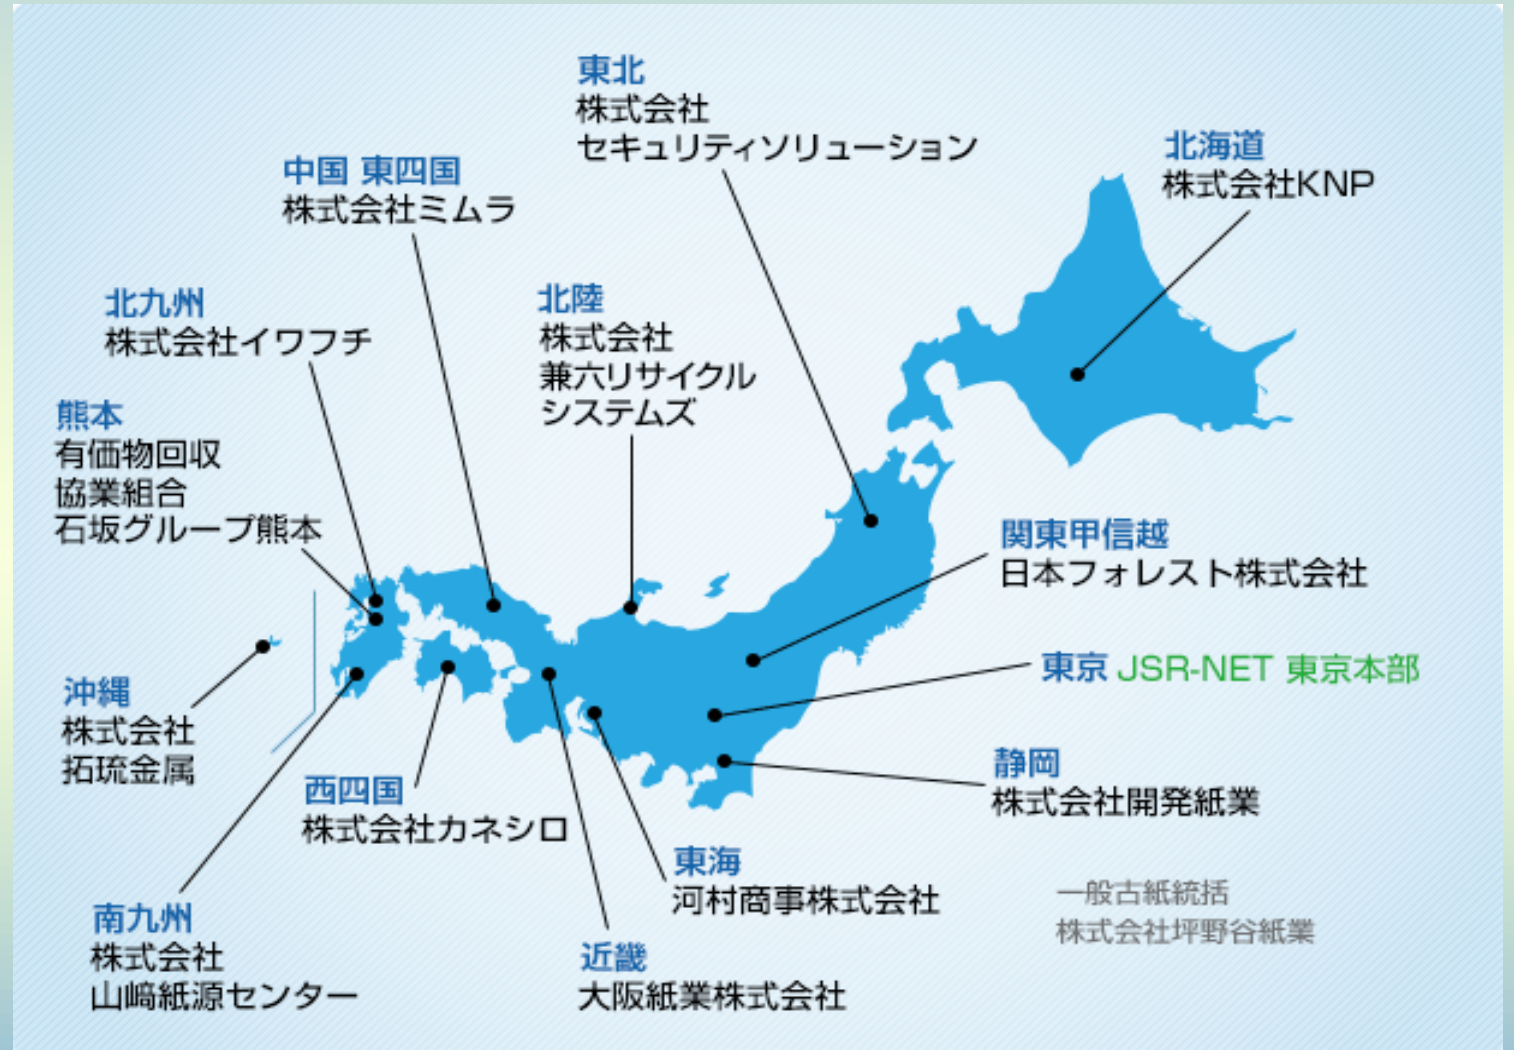 東北
株式会社
セキュリティソリューション
北海道
株式会社KNP
中国 東四国
株式会社ミムラ
北九州
株式会社イワフチ
北陸
株式会社
兼六リサイクル
システムズ
熊本
有価物回収
協業組合
石坂グループ熊本
関東甲信越
日本フォレスト株式会社
東京 JSR-NET 東京本部
沖縄
株式会社
拓琉金属
静岡
株式会社開発紙業
西四国
株式会社カネシロ
東海
河村商事株式会社
一般古紙統括
株式会社坪野谷紙業
南九州
株式会社
山﨑紙源センター
近畿
大阪紙業株式会社